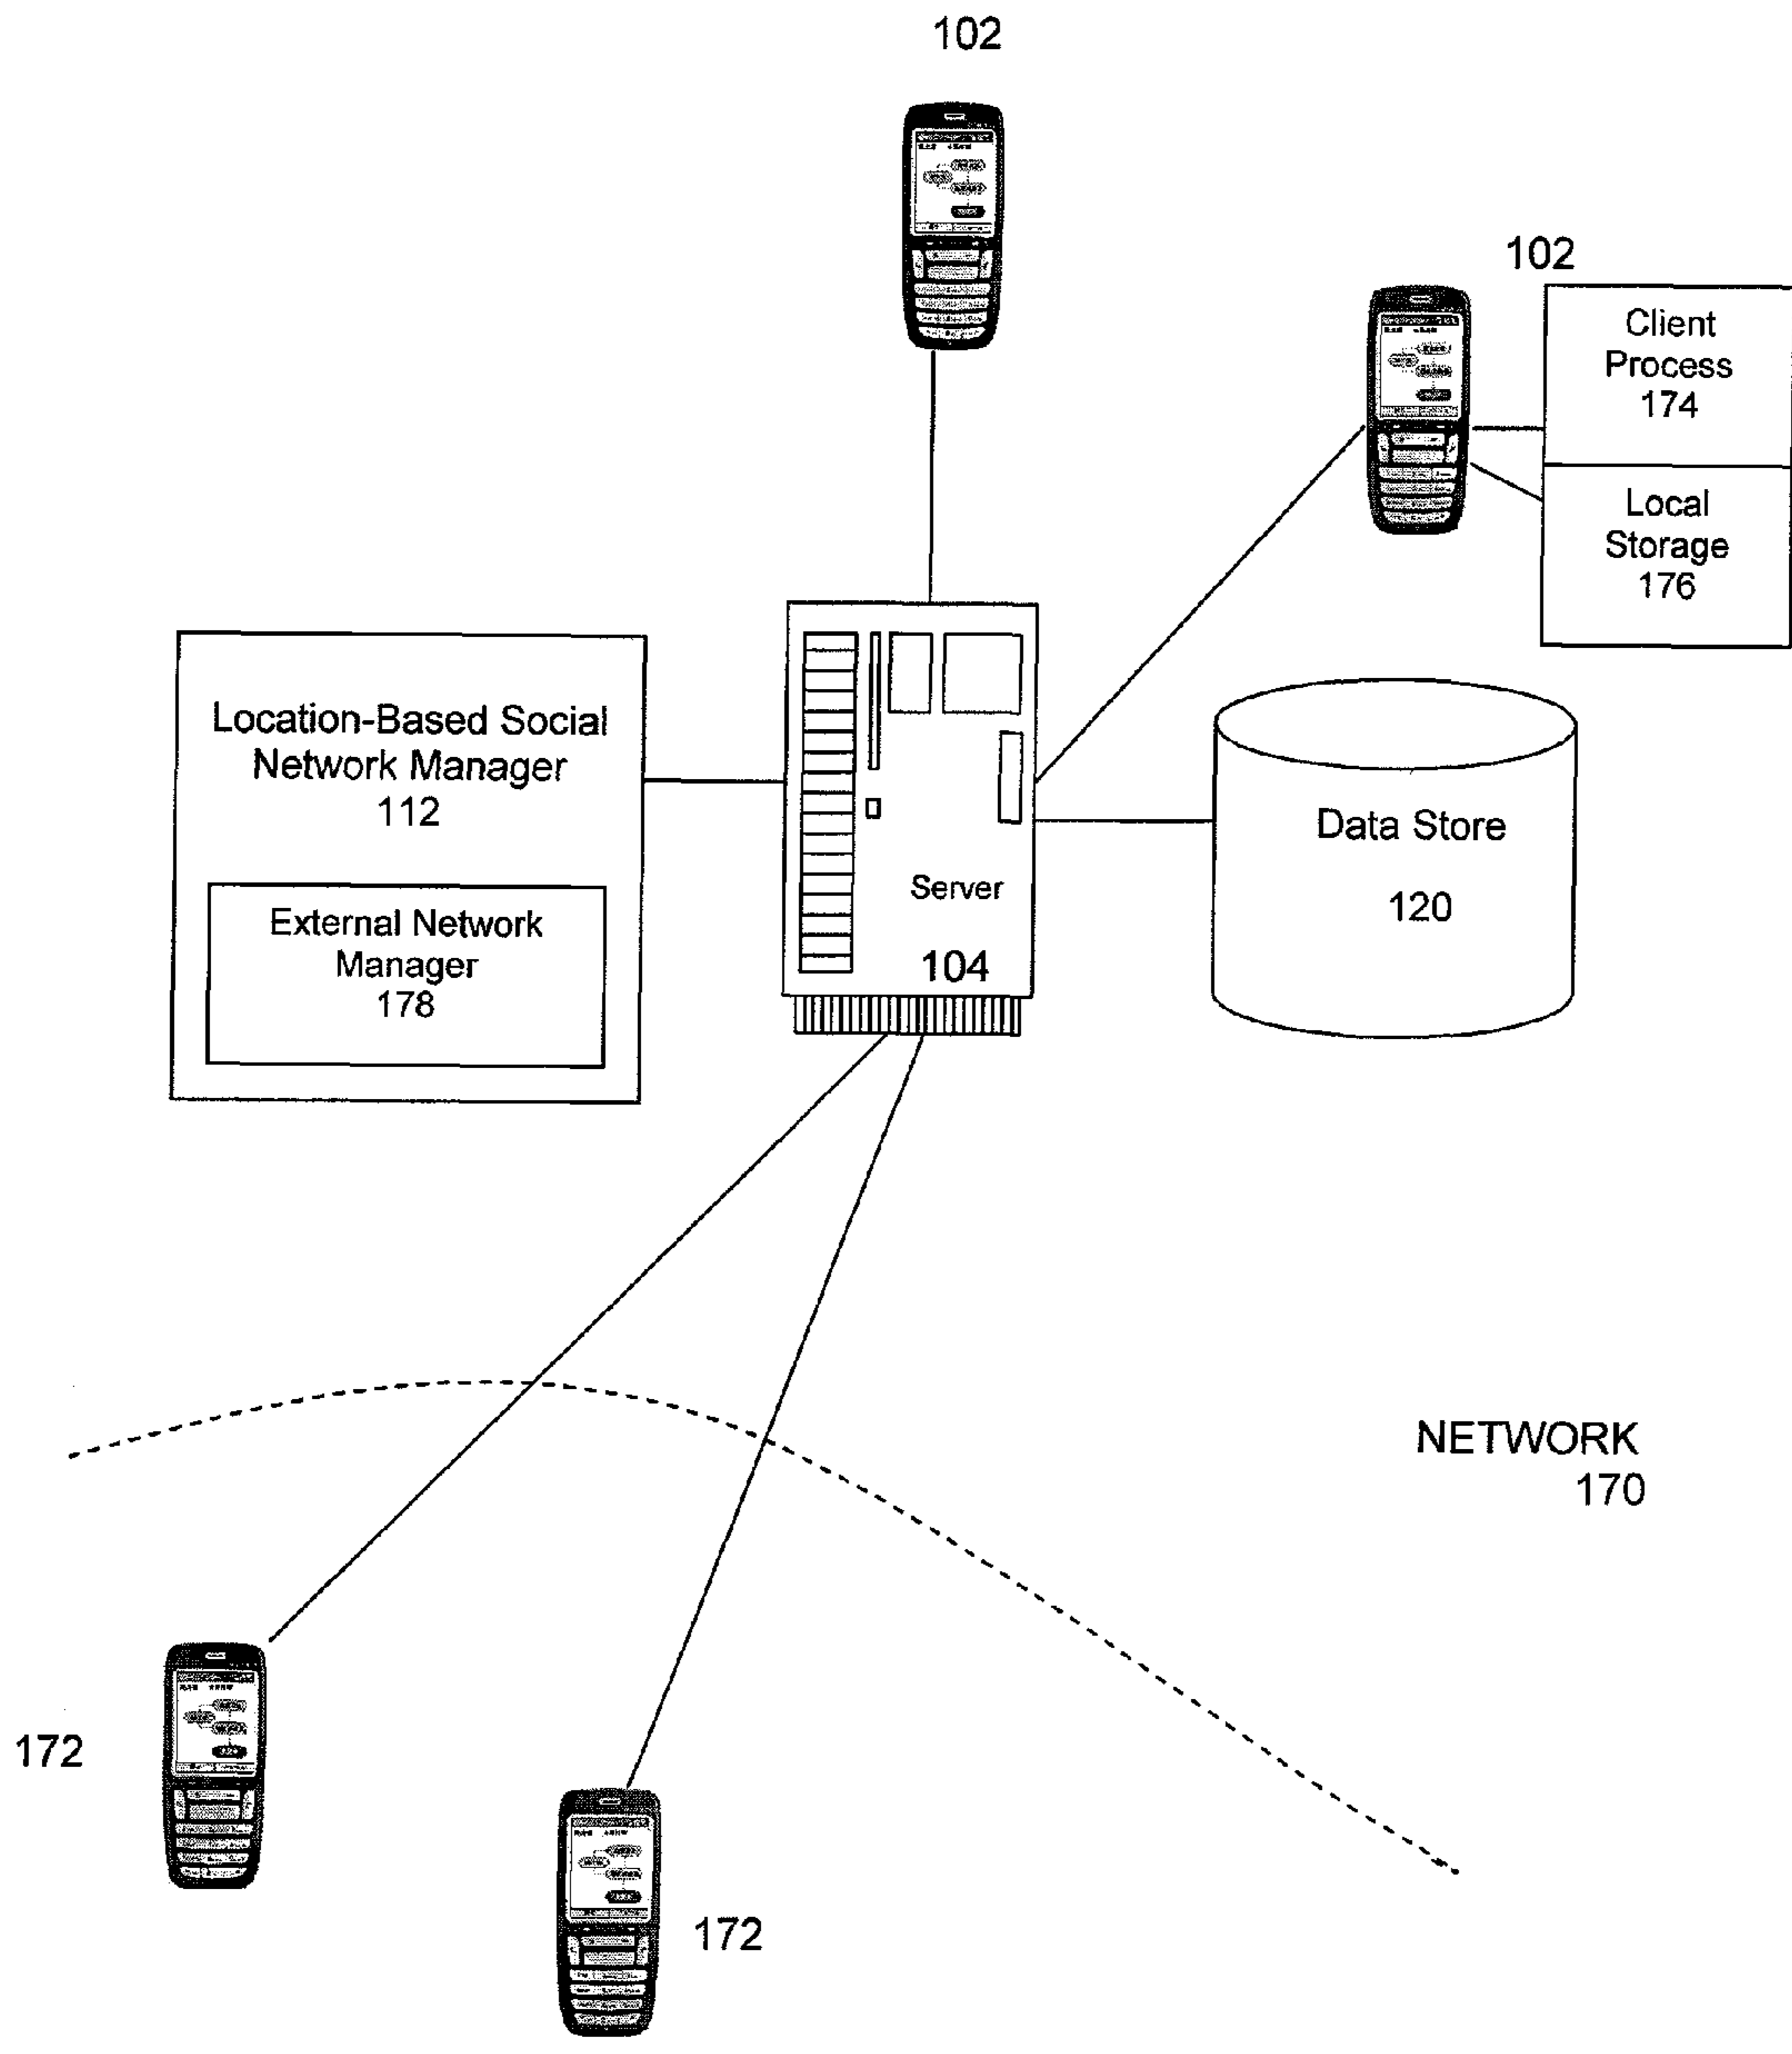 102
102
Client
Process
174
Local
Storage
176
Location-Based Social
Network Manager
112
External Network
Manager
178
Server
104
Data Store
120
NETWORK
170
172
172